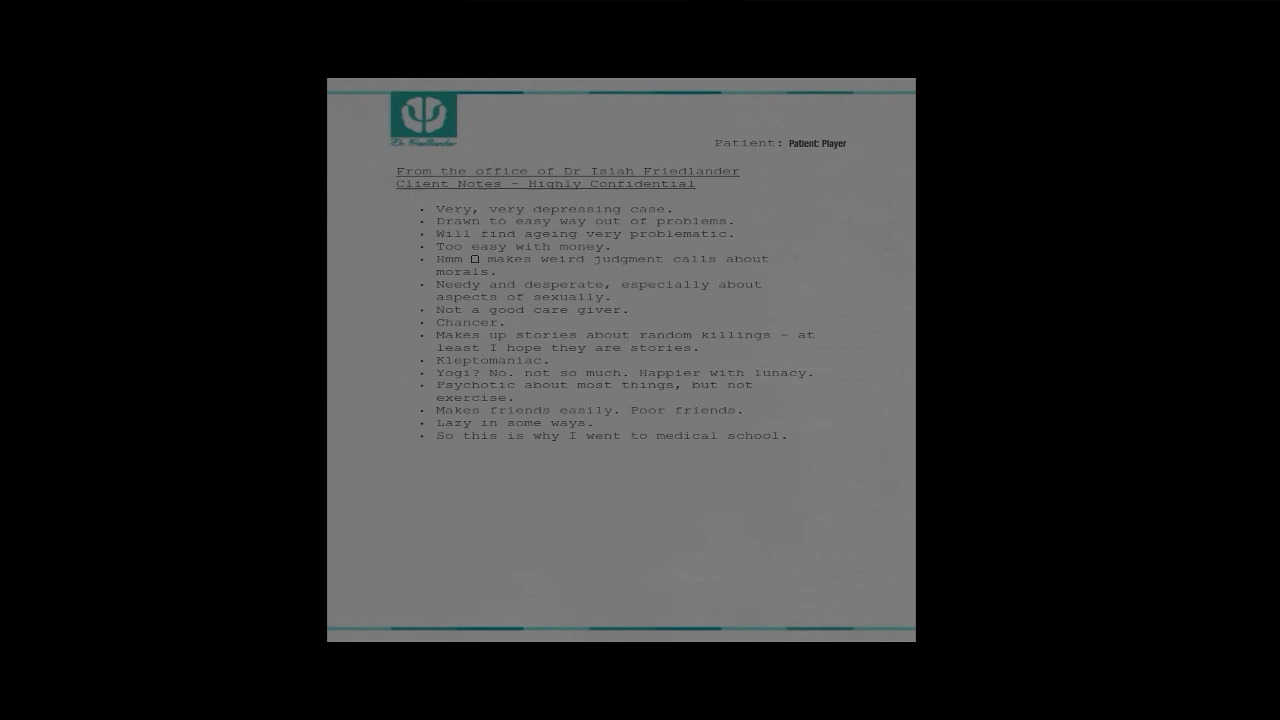 Dr Friedlander
Patient: Patient: Player
From the office of Dr Isiah Friedlander
Client Notes – Highly Confidential
• Very, very depressing case.
• Drawn to easy way out of problems.
• Will find ageing very problematic.
• Too easy with money.
• Hmm □ makes weird judgment calls about
morals.
• Needy and desperate, especially about
aspects of sexually.
• Not a good care giver.
• Chancer.
• Makes up stories about random killings – at
least I hope they are stories.
• Kleptomaniac.
• Yogi? No. not so much. Happier with lunacy.
• Psychotic about most things, but not
exercise.
• Makes friends easily. Poor friends.
• Lazy in some ways.
• So this is why I went to medical school.